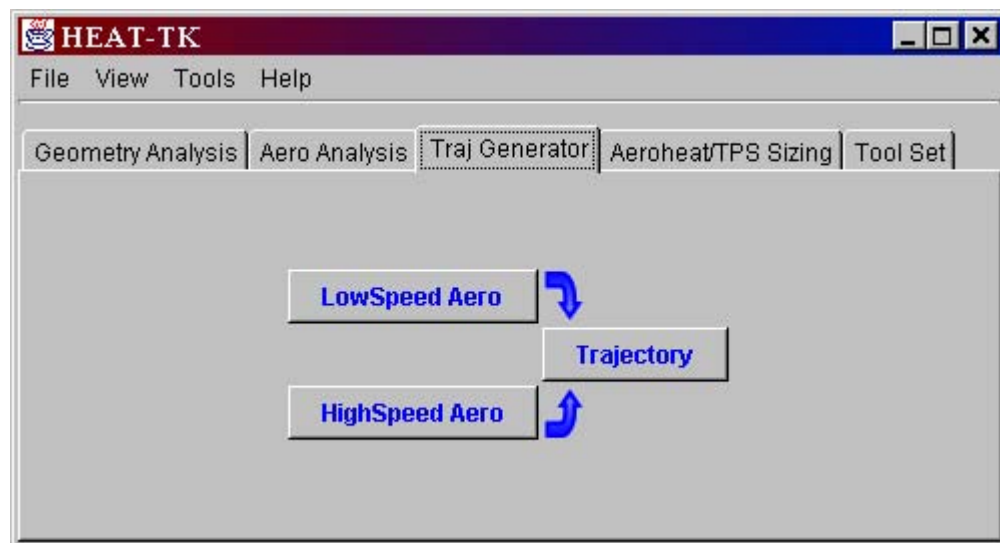 HEAT-TK
File View Tools Help
Geometry Analysis Aero Analysis Traj Generator Aeroheat/TPS Sizing Tool Set
LowSpeed Aero
Trajectory
HighSpeed Aero